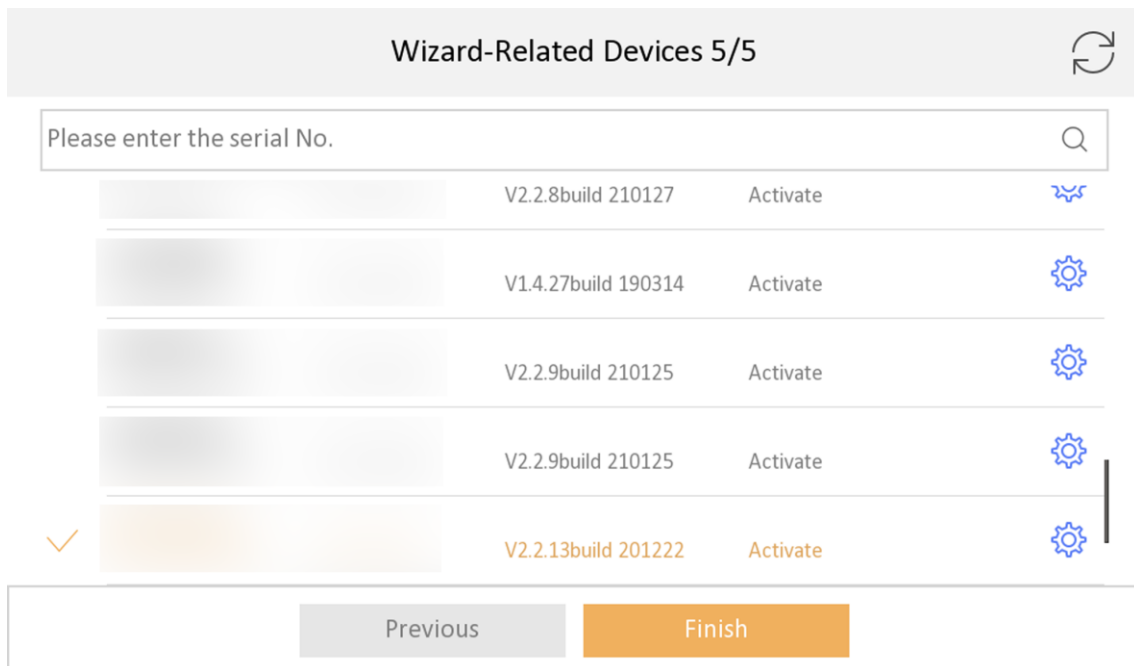 Wizard-Related Devices 5/5
Please enter the serial No.
V2.2.8build 210127 Activate
V1.4.27build 190314 Activate
V2.2.9build 210125 Activate
V2.2.9build 210125 Activate
V2.2.13build 201222 Activate
Previous Finish